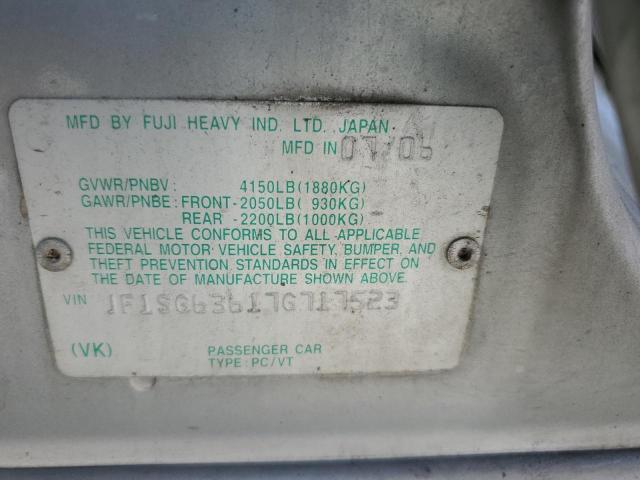 MFD BY FUJI HEAVY IND. LTD. JAPAN
MFD IN 07/06
GVWR/PNBV : 4150LB(1880KG)
GAWR/PNBE : FRONT-2050LB( 930KG)
REAR -2200LB(1000KG)
THIS VEHICLE CONFORMS TO ALL APPLICABLE
FEDERAL MOTOR VEHICLE SAFETY, BUMPER, AND
THEFT PREVENTION STANDARDS IN EFFECT ON
THE DATE OF MANUFACTURE SHOWN ABOVE.
VIN JF1SG63617G717523
(VK) PASSENGER CAR
TYPE : PC/VT